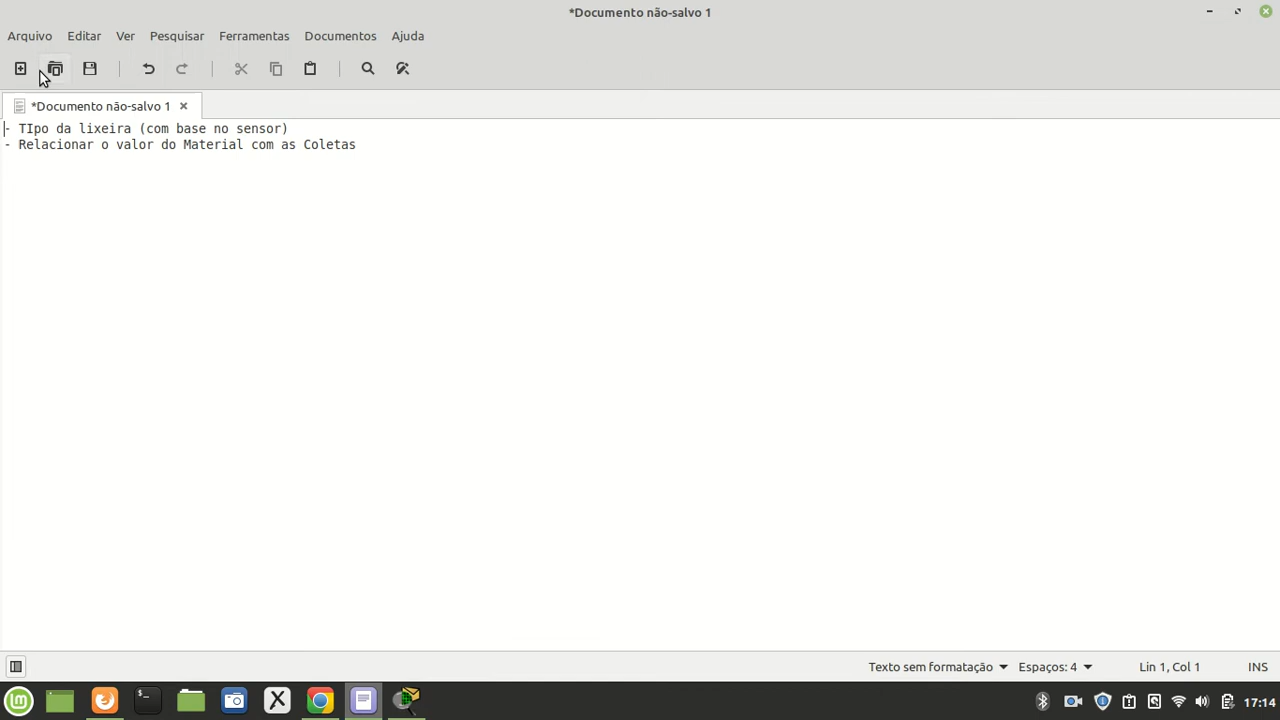 *Documento não-salvo 1
Arquivo Editar Ver Pesquisar Ferramentas Documentos Ajuda
*Documento não-salvo 1
- TIpo da lixeira (com base no sensor)
- Relacionar o valor do Material com as Coletas
Texto sem formatação Espaços: 4 Lin 1, Col 1 INS
17:14